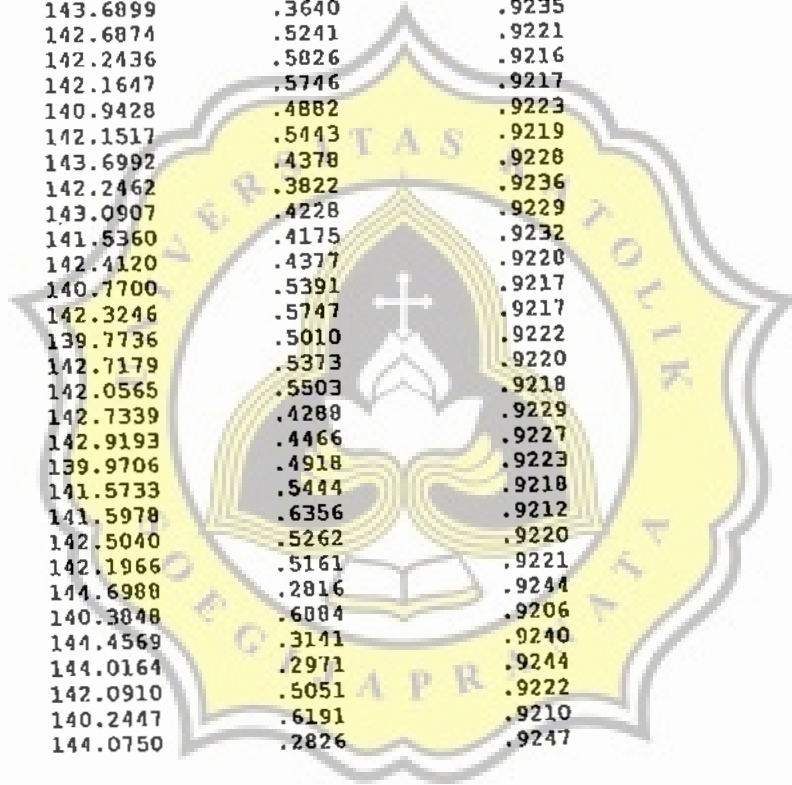 143.6899 .3640 .9235
142.6874 .5241 .9221
142.2436 .5826 .9216
142.1647 .5746 .9217
140.9428 .4882 .9223
142.1517 .5443 .9219
143.6992 .4378 .9228
142.2462 .3822 .9236
143.0907 .4228 .9229
141.5360 .4175 .9232
142.4120 .4377 .9228
140.7700 .5391 .9217
142.3246 .5747 .9217
139.7736 .5010 .9222
142.7179 .5373 .9220
142.0565 .5503 .9218
142.7339 .4288 .9229
142.9193 .4466 .9227
139.9706 .4918 .9223
141.5733 .5444 .9218
141.5978 .6356 .9212
142.5040 .5262 .9220
142.1966 .5161 .9221
144.6988 .2816 .9244
140.3848 .6884 .9206
144.4569 .3141 .9240
144.0164 .2971 .9244
142.0910 .5051 .9222
140.2447 .6191 .9210
144.0750 .2826 .9247
UNIVERSITAS KATOLIK
SOEGIJAPRANATA